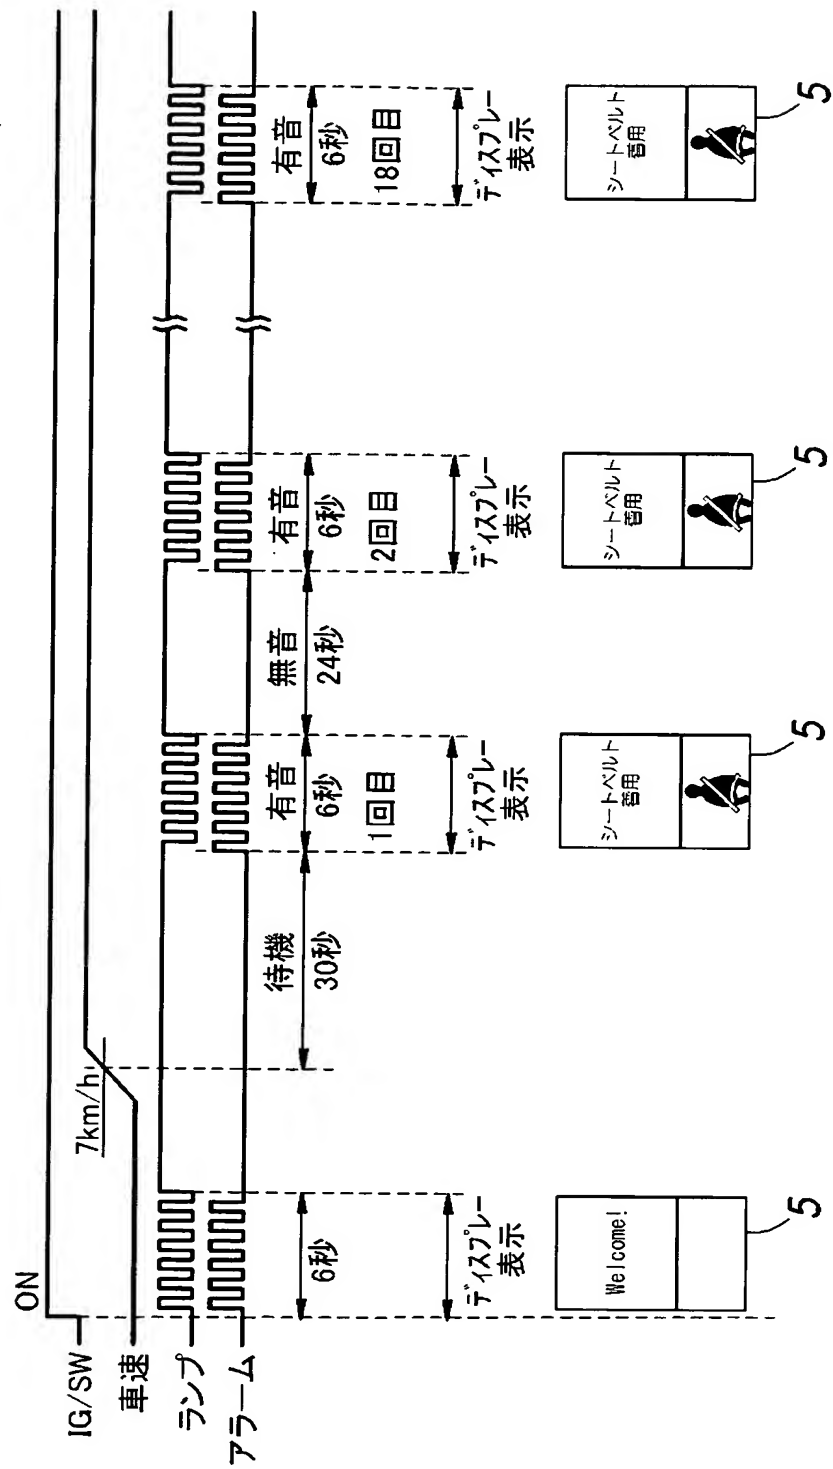 ON
IG/SW
車速
7km/h
ランプ
アラーム
6秒
待機
30秒
有音
6秒
1回目
無音
24秒
有音
6秒
2回目
有音
6秒
18回目
ディスプレー
表示
ディスプレー
表示
ディスプレー
表示
ディスプレー
表示
Welcome!
5
シートベルト
着用
5
シートベルト
着用
5
シートベルト
着用
5